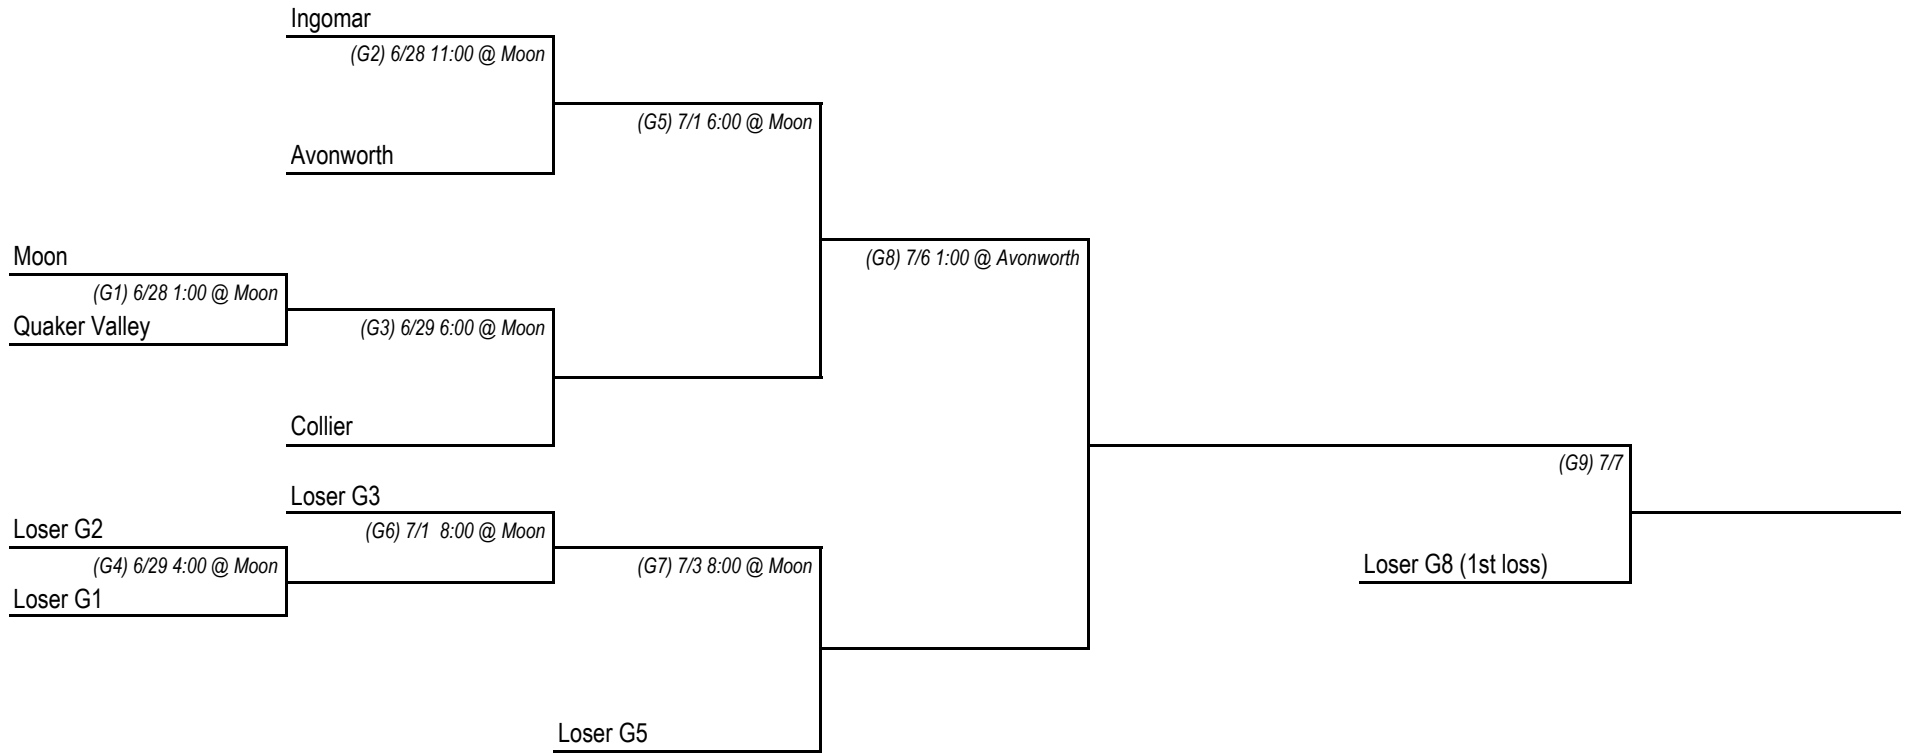 Ingomar
(G2) 6/28 11:00 @ Moon
(G5) 7/1 6:00 @ Moon
Avonworth
Moon
(G8) 7/6 1:00 @ Avonworth
(G1) 6/28 1:00 @ Moon
Quaker Valley
(G3) 6/29 6:00 @ Moon
Collier
(G9) 7/7
Loser G3
Loser G2
(G6) 7/1  8:00 @ Moon
(G4) 6/29 4:00 @ Moon
(G7) 7/3 8:00 @ Moon
Loser G8 (1st loss)
Loser G1
Loser G5